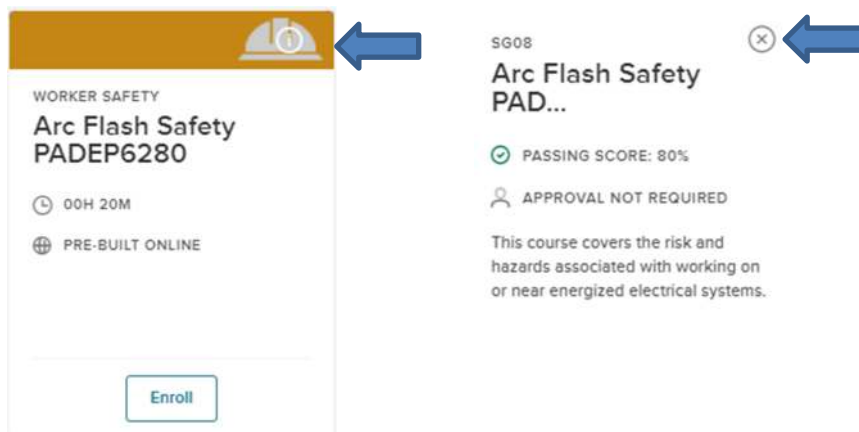 WORKER SAFETY
Arc Flash Safety
PADEP6280
00H 20M
PRE-BUILT ONLINE
Enroll
SG08
Arc Flash Safety
PAD...
PASSING SCORE: 80%
APPROVAL NOT REQUIRED
This course covers the risk and
hazards associated with working on
or near energized electrical systems.